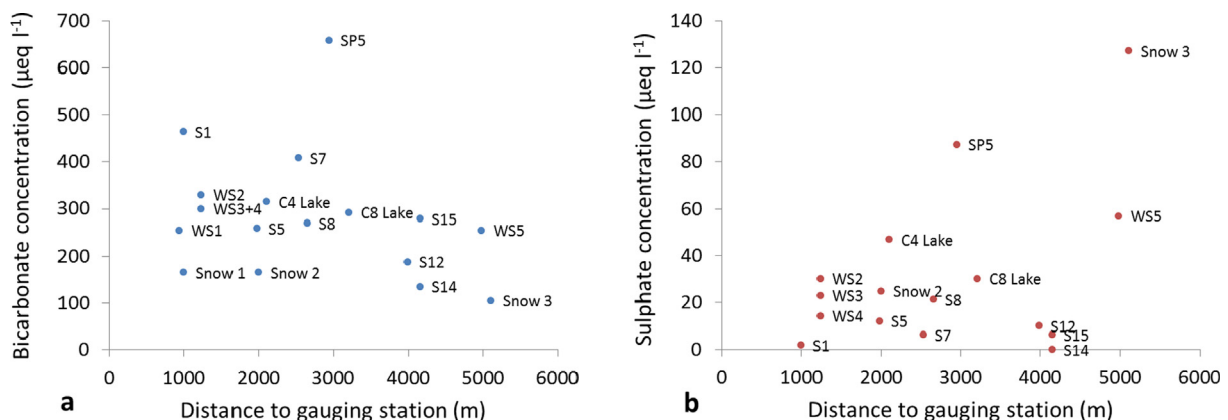 Bicarbonate concentration (µeq l-1)
700
600
500
400
300
200
100
0
SP5
S1
S7
WS2
C4 Lake
WS3+4
C8 Lake
S15
WS1
S5
S8
WS5
S12
Snow 1
Snow 2
S14
Snow 3
0 1000 2000 3000 4000 5000 6000
a
Distance to gauging station (m)
Sulphate concentration (µeq l-1)
140
120
100
80
60
40
20
0
Snow 3
SP5
WS5
C4 Lake
WS2
C8 Lake
WS3
Snow 2
S8
WS4
S5
S12
S7
S15
S1
S14
0 1000 2000 3000 4000 5000 6000
b
Distance to gauging station (m)